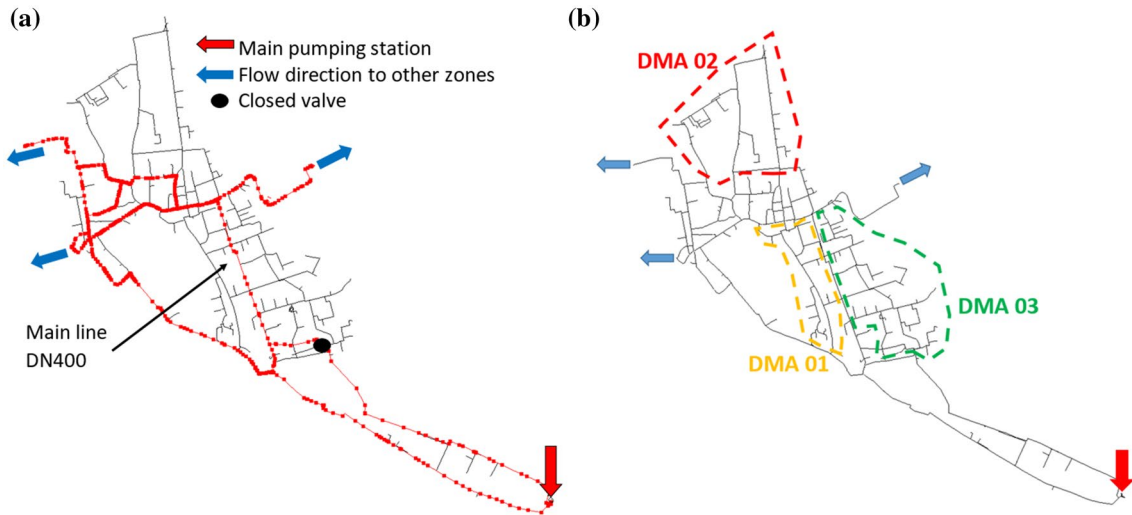 (a)
Main pumping station
Flow direction to other zones
Closed valve
Main line
DN400
(b)
DMA 02
DMA 03
DMA 01